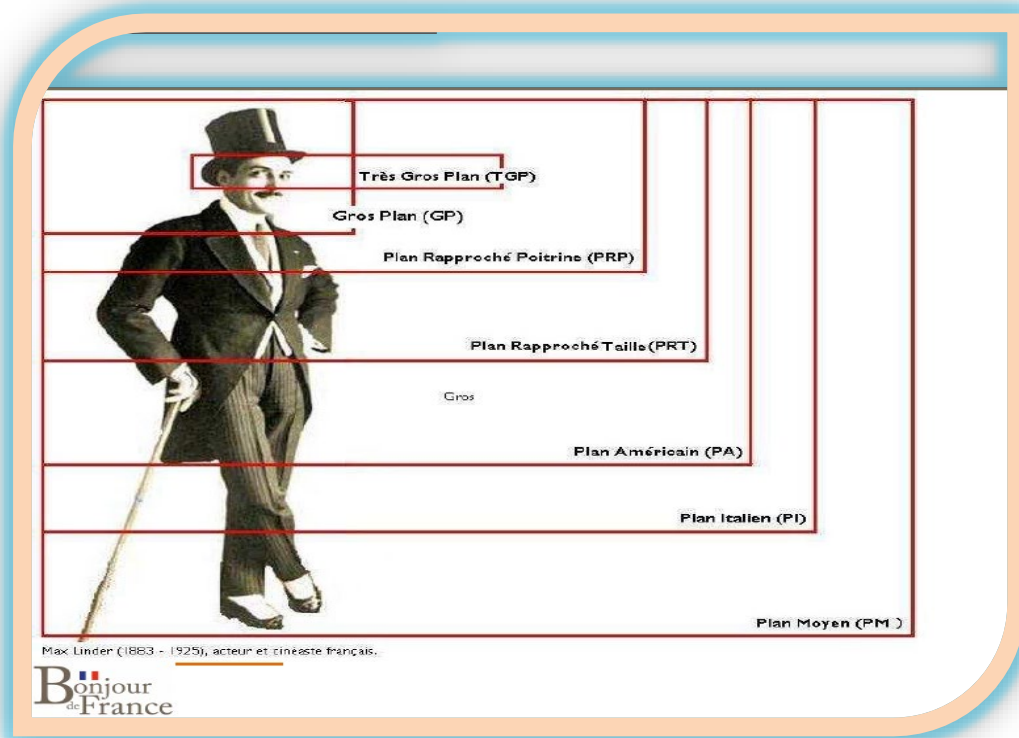 Très Gros Plan (TGP)
Gros Plan (GP)
Plan Rapproché Poitrine (PRP)
Plan Rapproché Taille (PRT)
Gros
Plan Américain (PA)
Plan Italien (PI)
Plan Moyen (PM )
Max Linder (1883 - 1925), acteur et cinéaste français.
Bonjour
de France